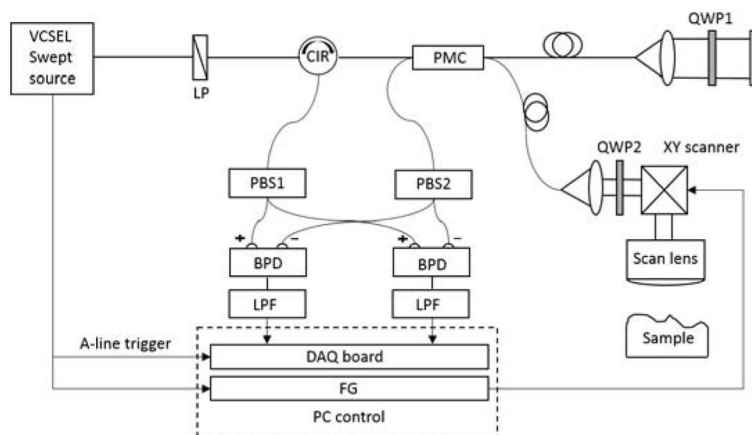 VCSEL
Swept
source
LP
CIR
PMC
QWP1
QWP2
XY scanner
PBS1
PBS2
+
−
+
−
BPD
BPD
Scan lens
LPF
LPF
Sample
A-line trigger
DAQ board
FG
PC control